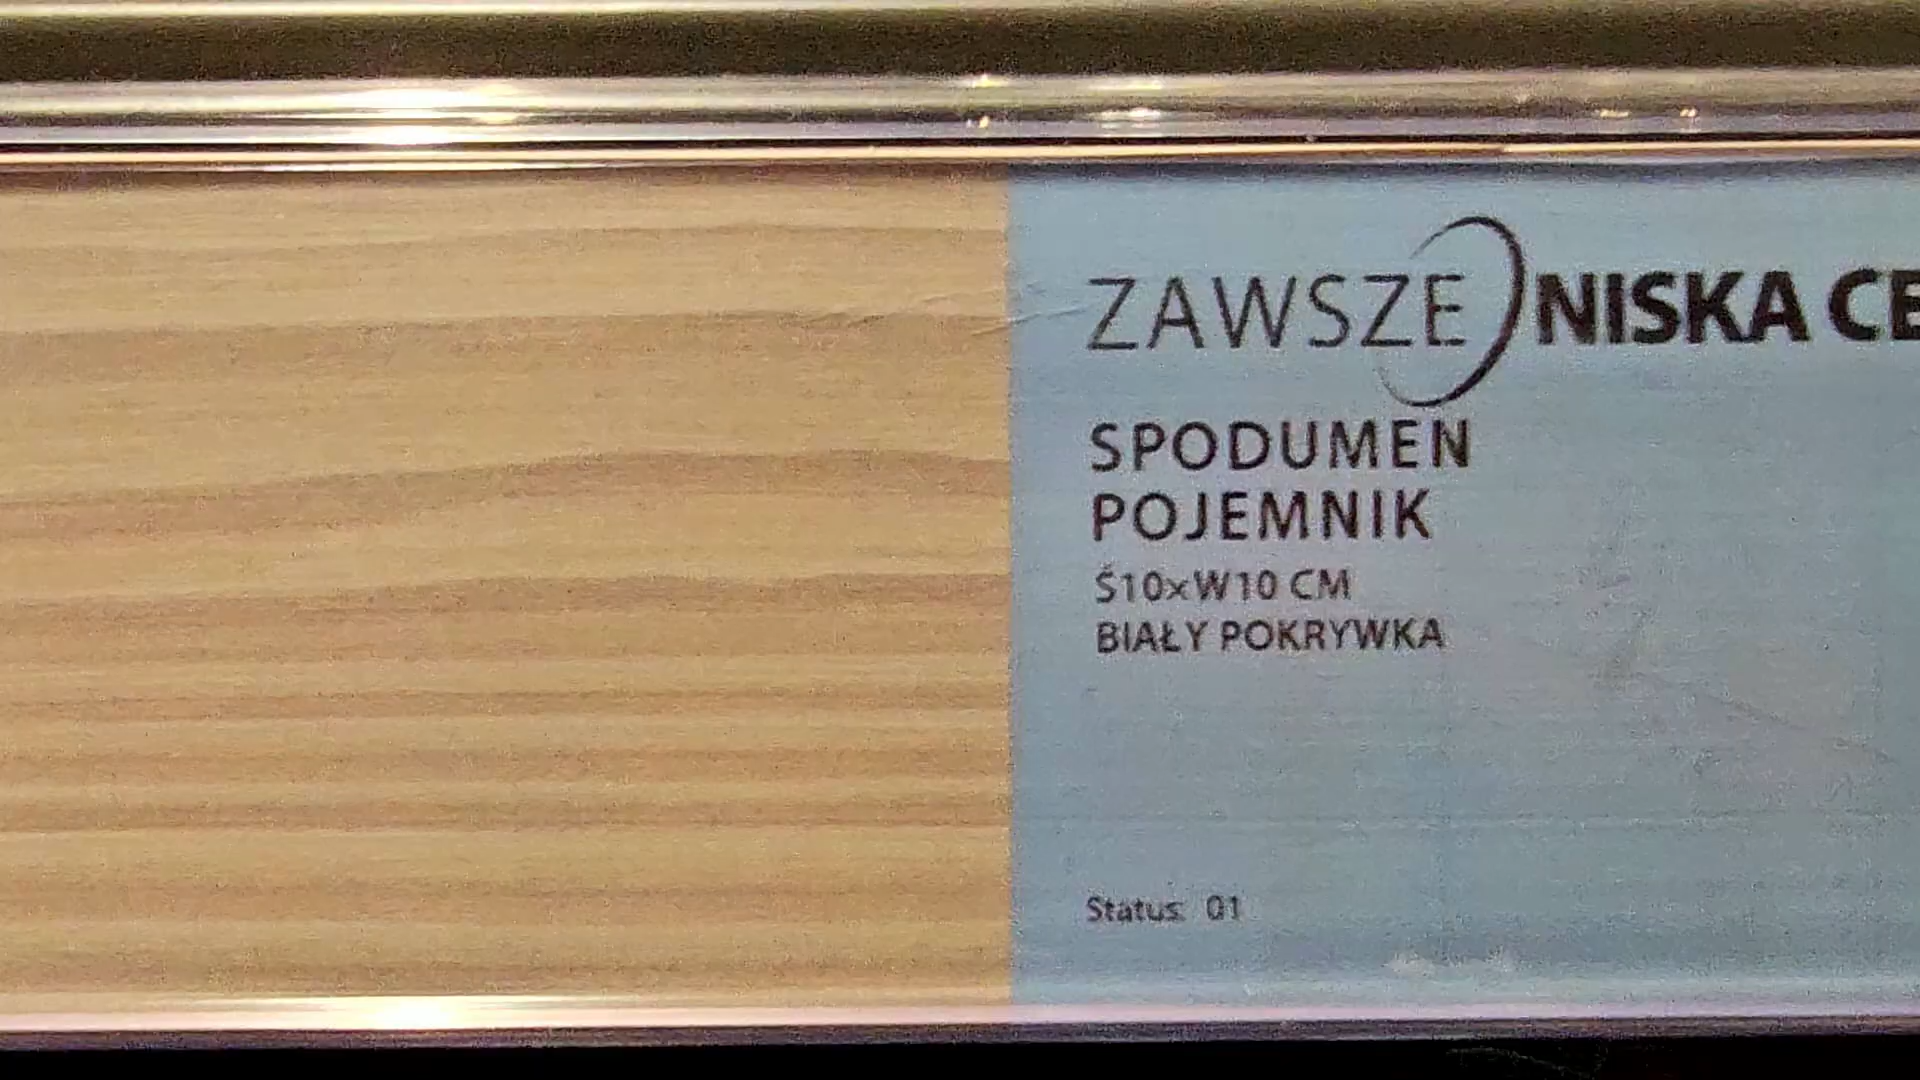 ZAWSZE NISKA CE
SPODUMEN
POJEMNIK
Ś10xW10 CM
BIAŁY POKRYWKA
Status: 01